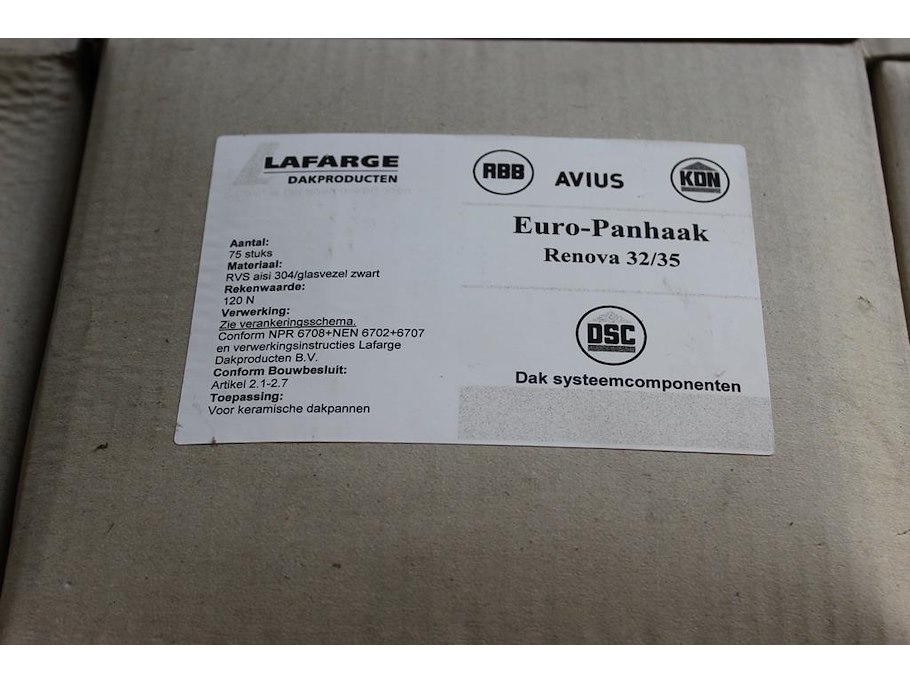 LAFARGE
DAKPRODUCTEN
Aantal:
75 stuks
Materiaal:
RVS aisi 304/glasvezel zwart
Rekenwaarde:
120 N
Verwerking:
Zie verankeringsschema.
Conform NPR 6708+NEN 6702+6707
en verwerkingsinstructies Lafarge
Dakproducten B.V.
Conform Bouwbesluit:
Artikel 2.1-2.7
Toepassing:
Voor keramische dakpannen
RBB AVIUS KDN
Euro-Panhaak
Renova 32/35
DSC
Dak systeemcomponenten